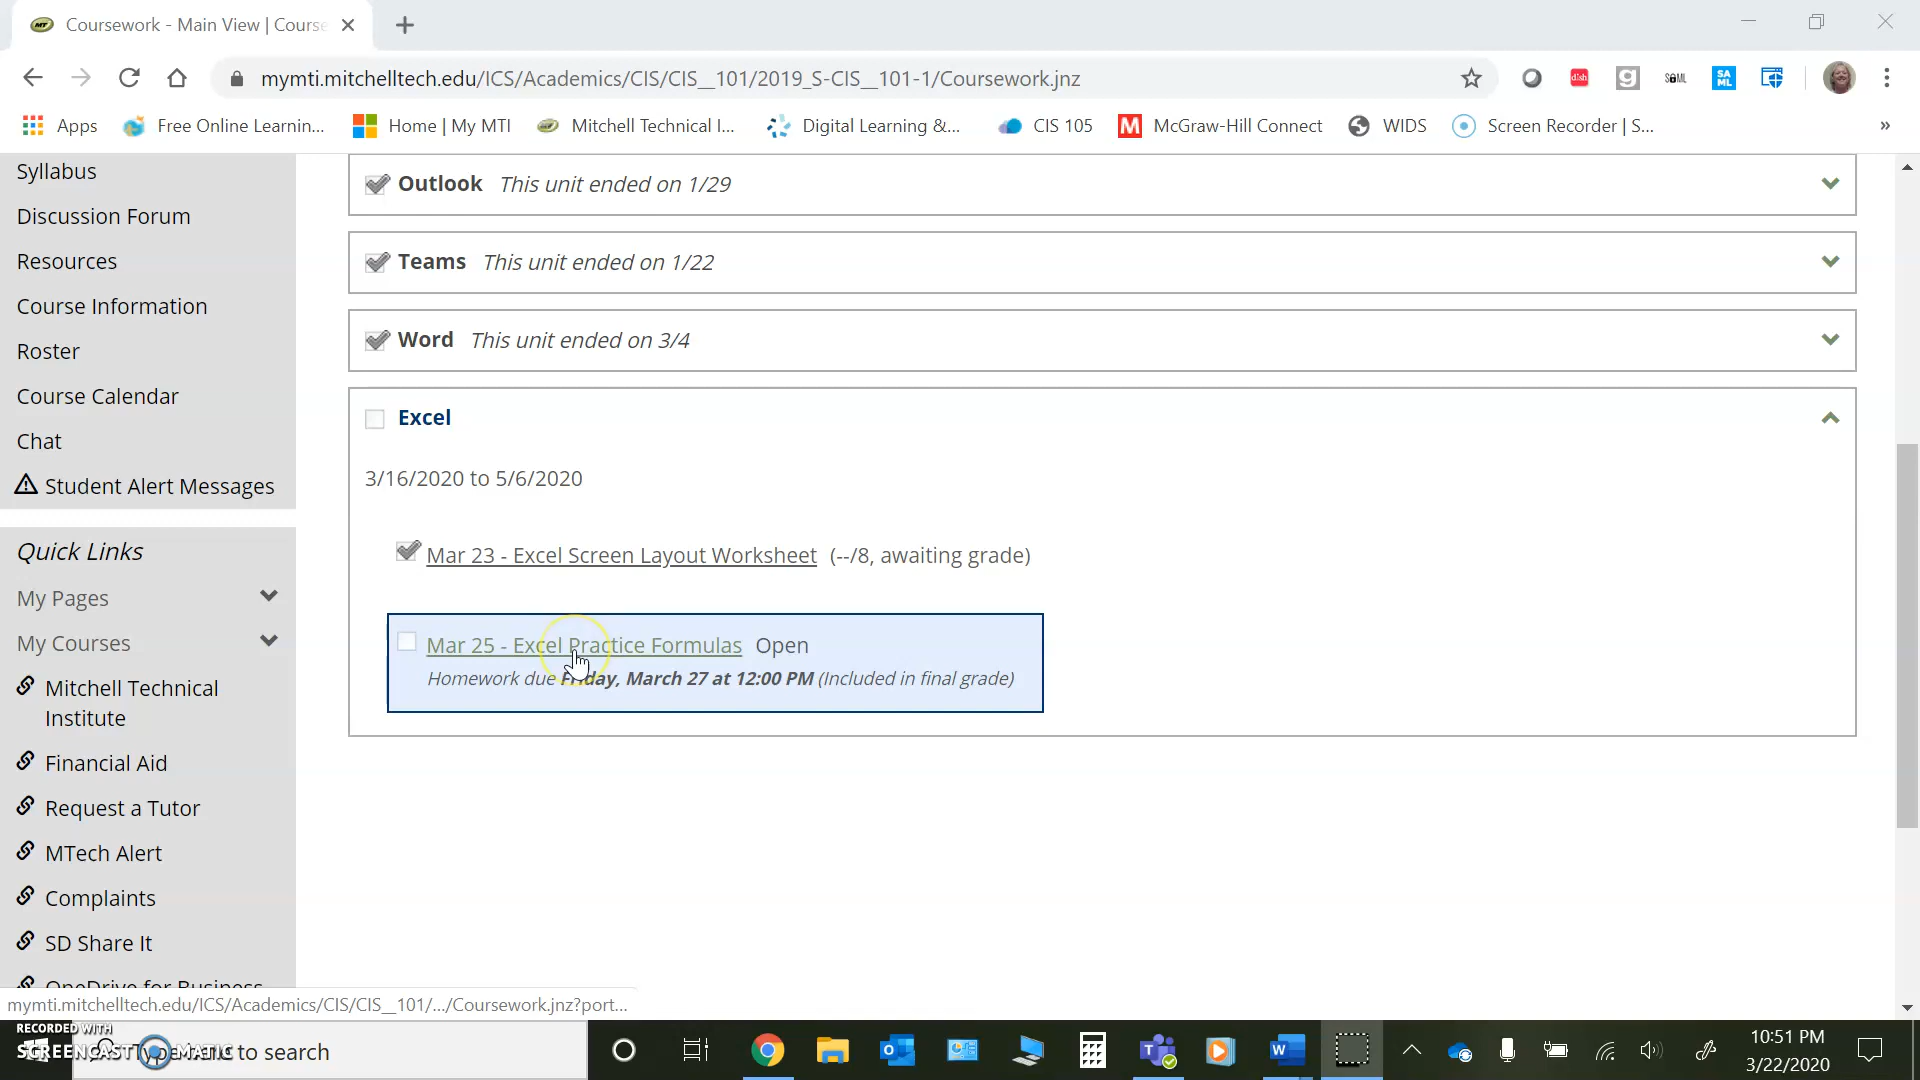 Coursework - Main View | Course
mymti.mitchelltech.edu/ICS/Academics/CIS/CIS__101/2019_S-CIS__101-1/Coursework.jnz
Apps
Free Online Learnin...
Home | My MTI
Mitchell Technical I...
Digital Learning &...
CIS 105
McGraw-Hill Connect
WIDS
Screen Recorder | S...
»
Syllabus
Discussion Forum
Resources
Course Information
Roster
Course Calendar
Chat
Student Alert Messages
Quick Links
My Pages
My Courses
Mitchell Technical
Institute
Financial Aid
Request a Tutor
MTech Alert
Complaints
SD Share It
OneDrive for Business
Outlook This unit ended on 1/29
Teams This unit ended on 1/22
Word This unit ended on 3/4
Excel
3/16/2020 to 5/6/2020
Mar 23 - Excel Screen Layout Worksheet (--/8, awaiting grade)
Mar 25 - Excel Practice Formulas Open
Homework due Friday, March 27 at 12:00 PM (Included in final grade)
mymti.mitchelltech.edu/ICS/Academics/CIS/CIS__101/.../Coursework.jnz?port...
RECORDED WITH
SCREENCAST MATIC
to search
10:51 PM
3/22/2020